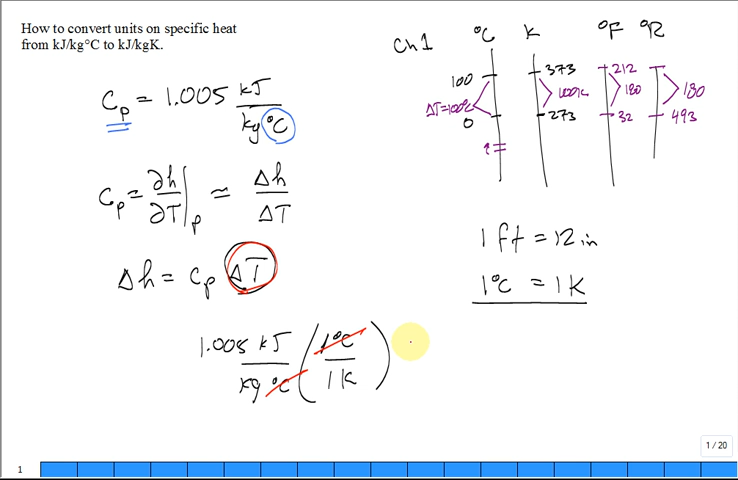 How to convert units on specific heat
from kJ/kg°C to kJ/kgK.
Cp = 1.005 kJ
kg °C
Cp = ∂h/∂T|p ≃ Δh/ΔT
Δh = Cp ΔT
1.005 kJ/kg °C (1°C/1K)
Ch1 °C K °F °R
100 373 212
ΔT=100°C 100K 180 180
0 273 32 493
1
1 ft = 12 in
1°C = 1K
1 / 20
1